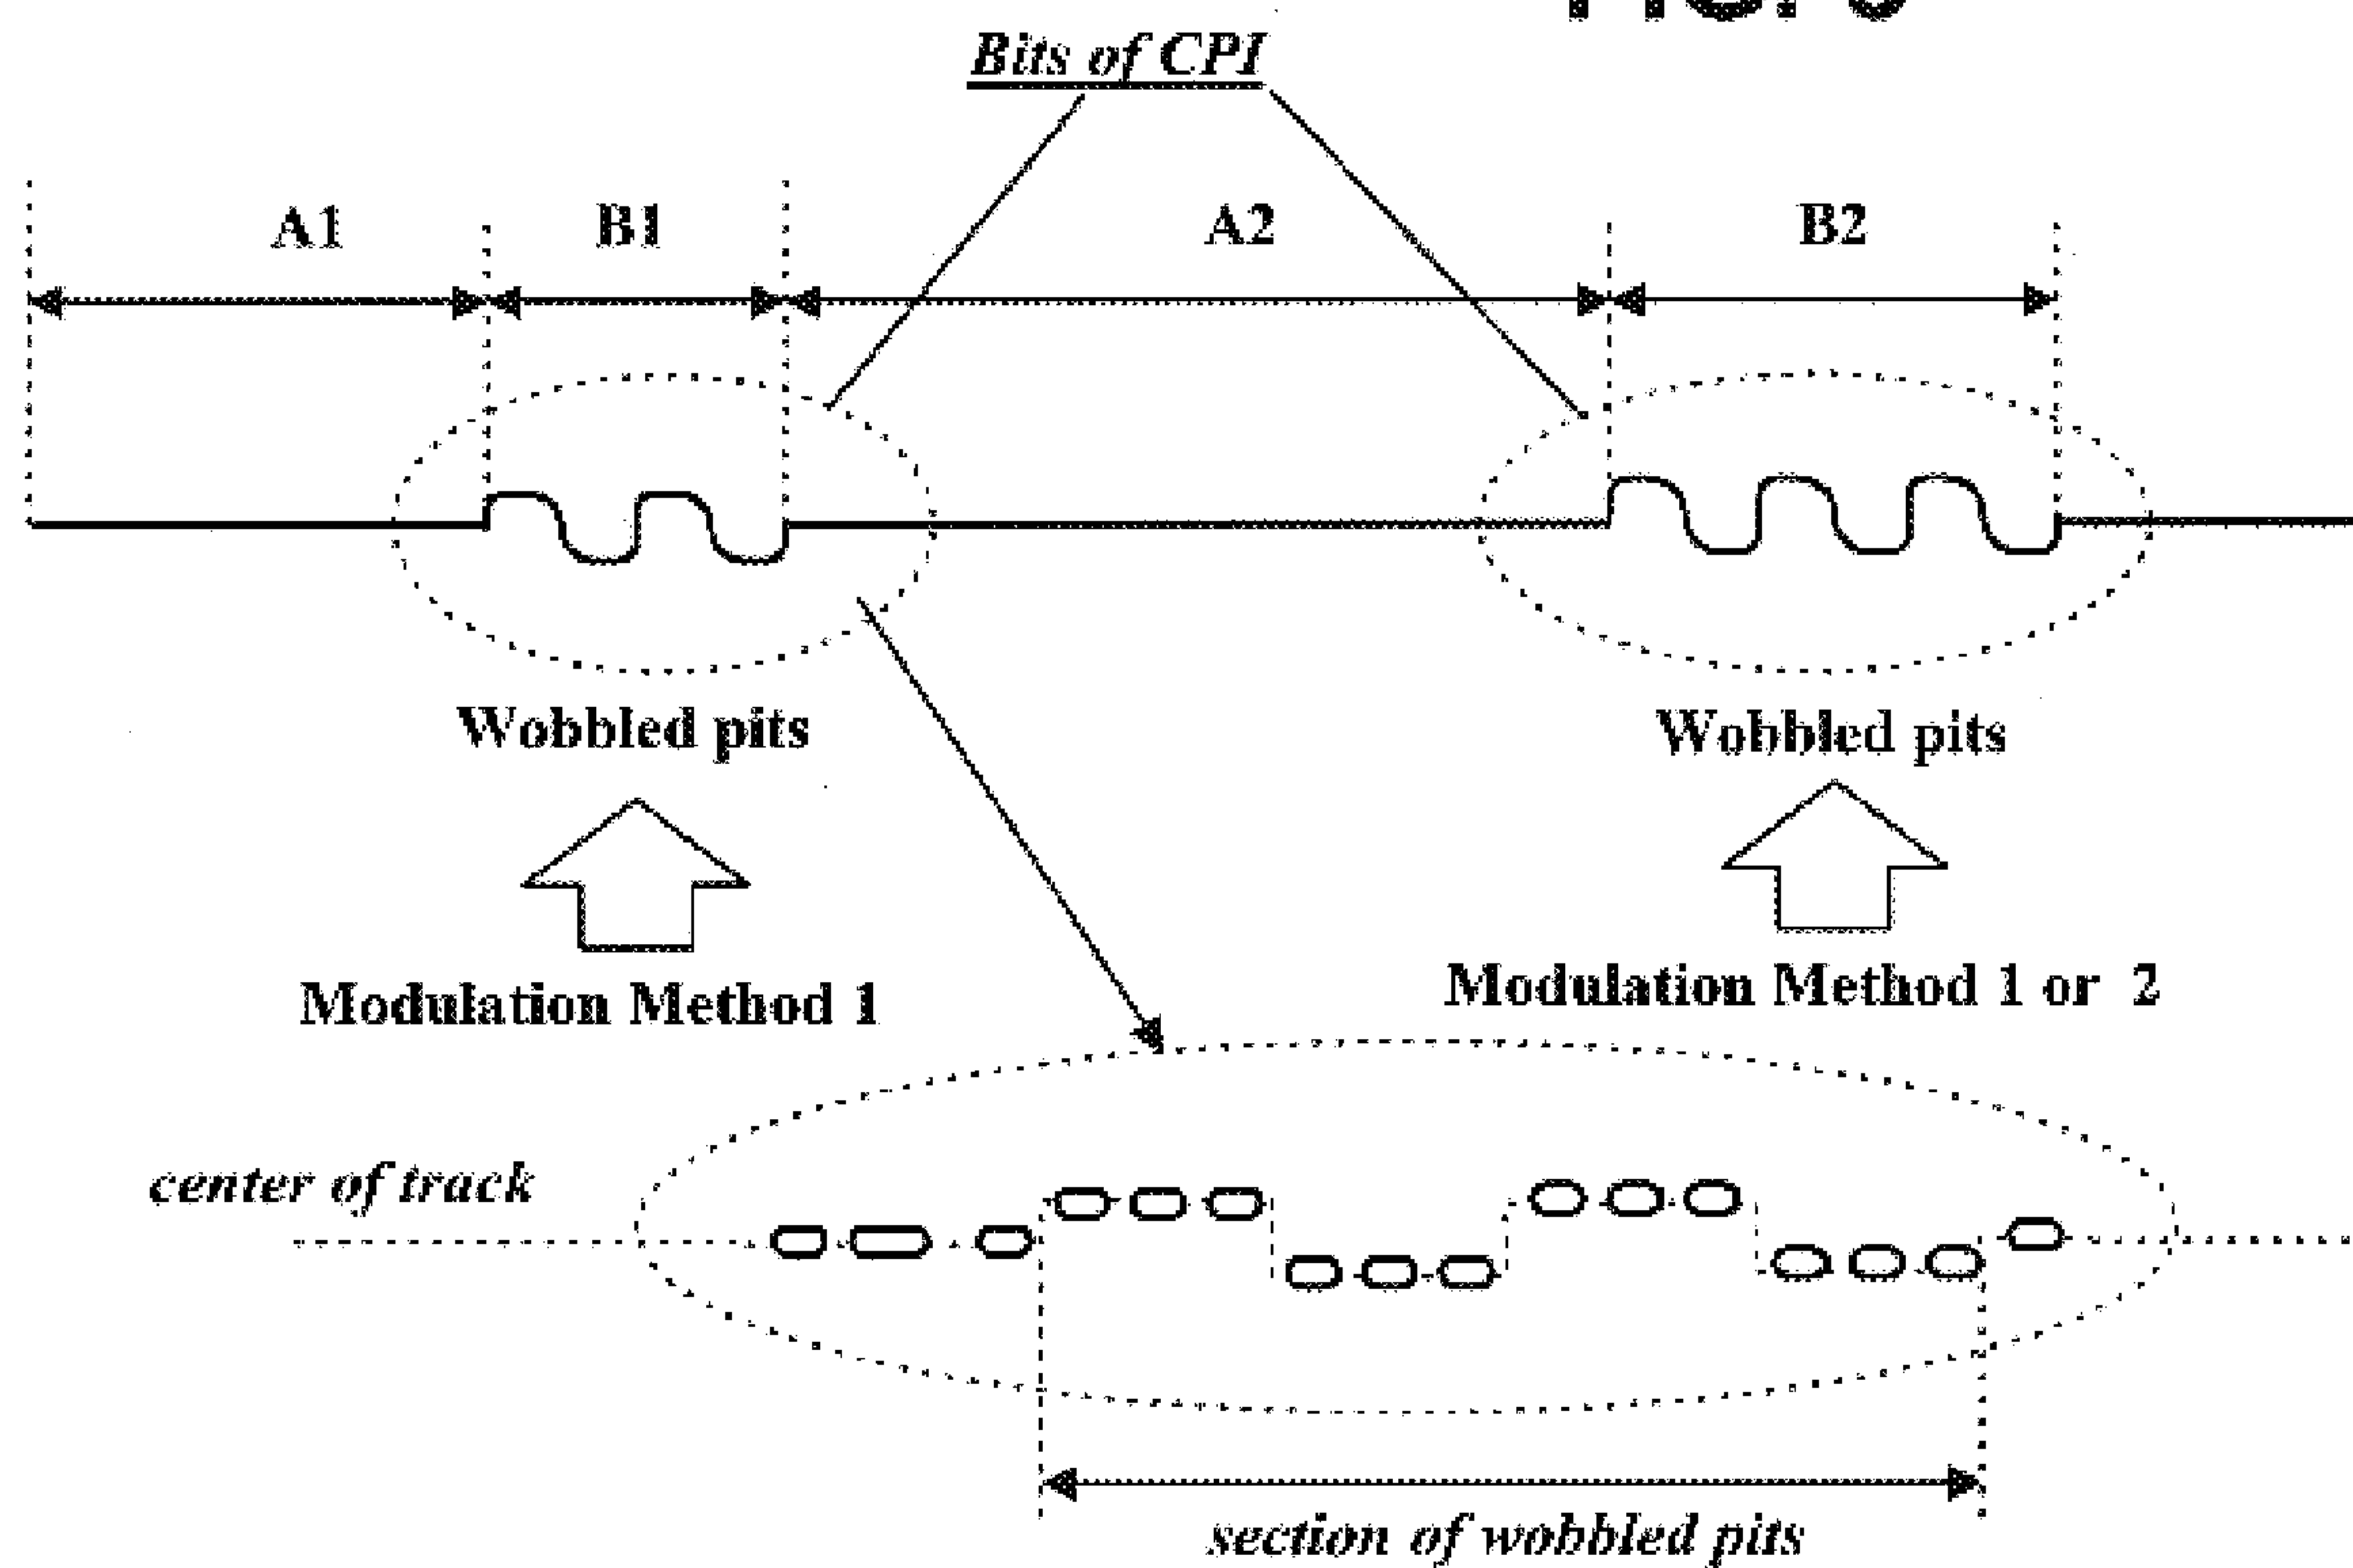 Bits of CPI
A1 B1 A2 B2
Wobbled pits Wobbled pits
Modulation Method 1 Modulation Method 1 or 2
center of track
section of wobbled pits